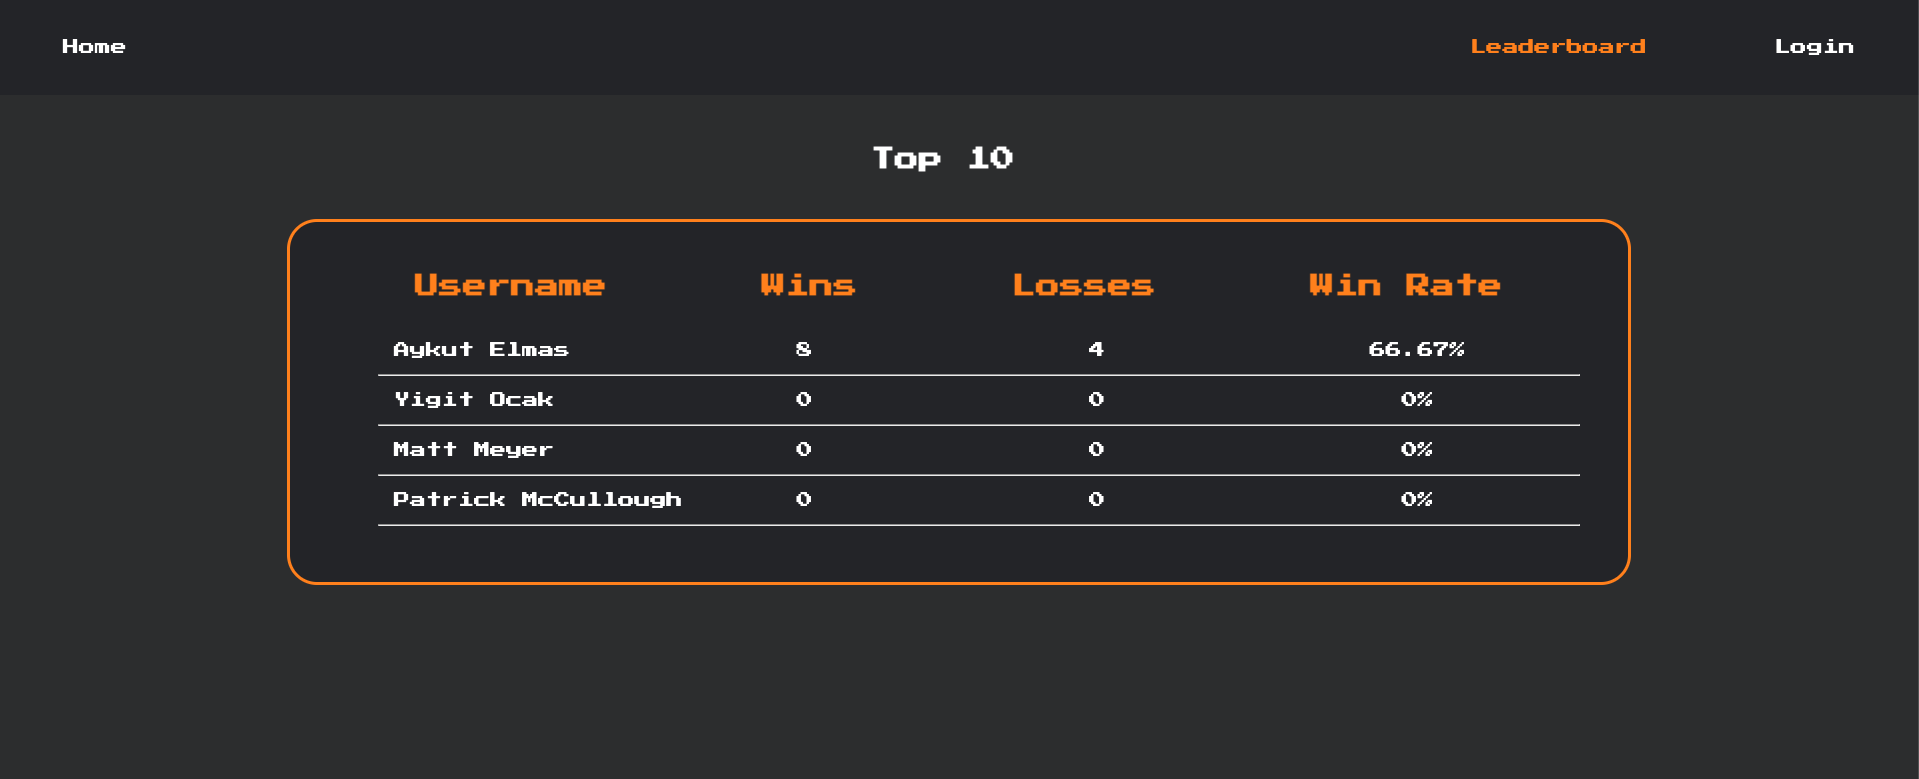 Home Leaderboard Login
Top 10
Username Wins Losses Win Rate
Aykut Elmas 8 4 66.67%
Yigit Ocak 0 0 0%
Matt Meyer 0 0 0%
Patrick McCullough 0 0 0%